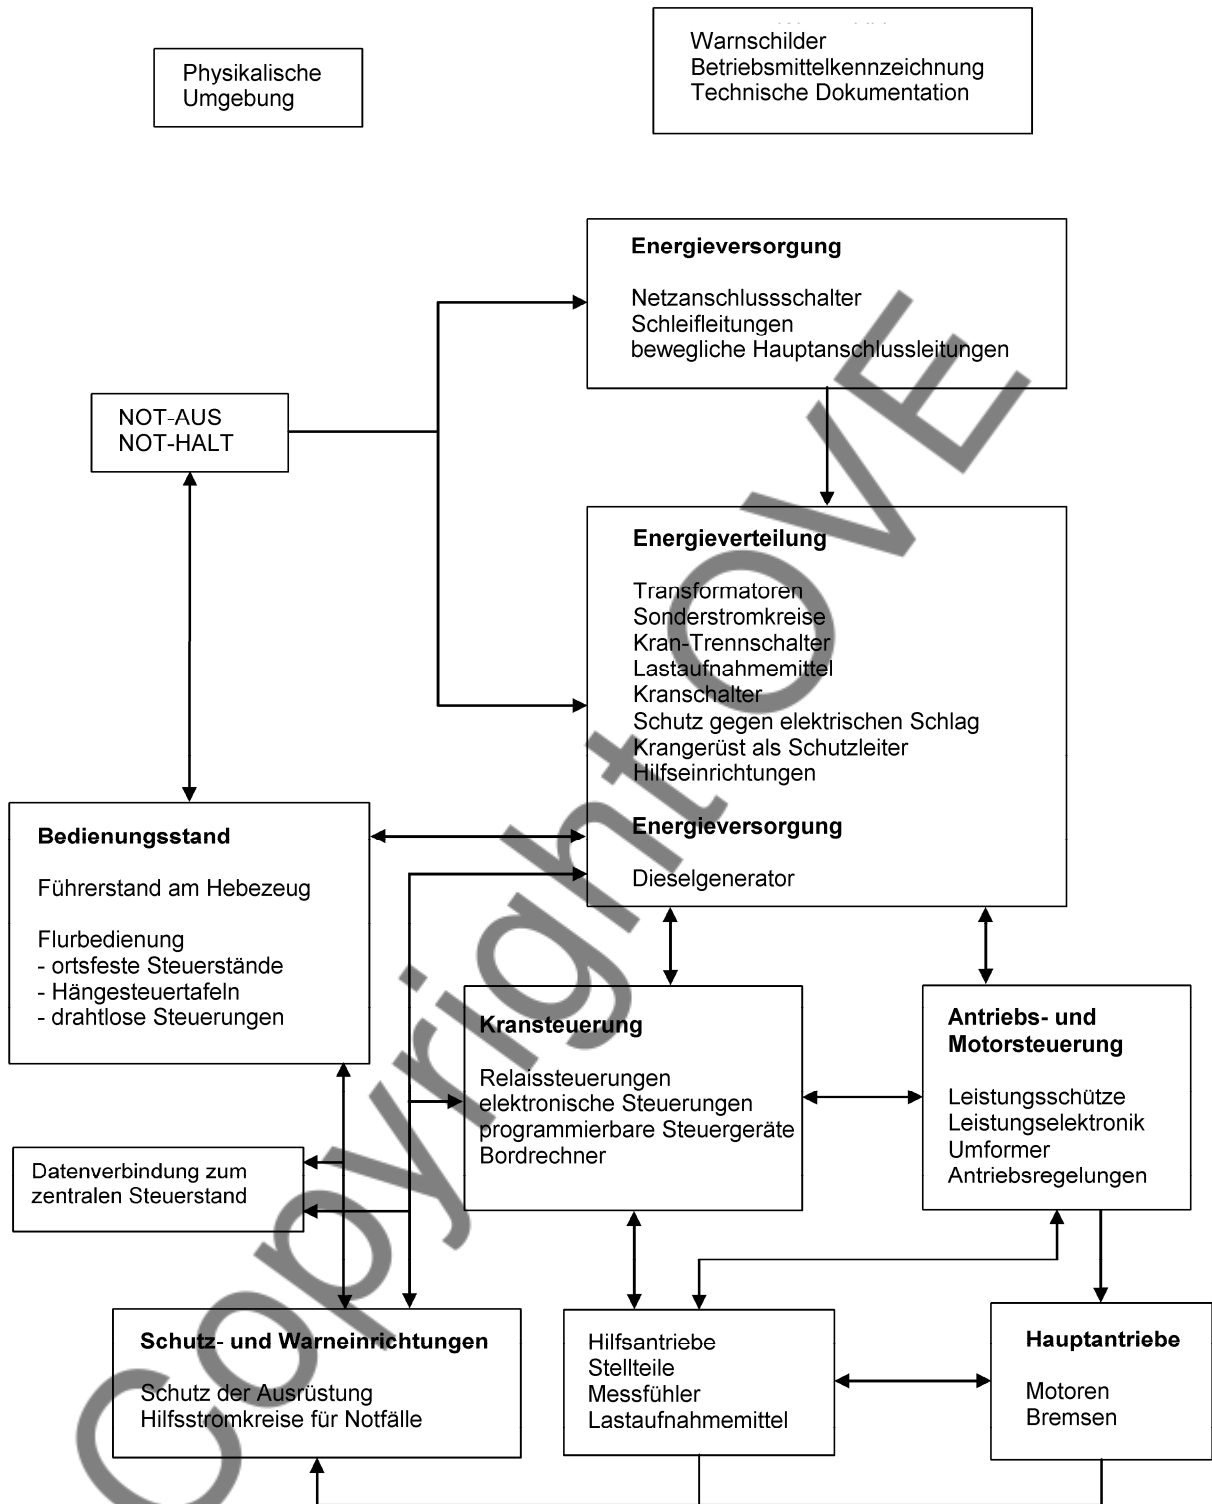 Physikalische
Umgebung
Warnschilder
Betriebsmittelkennzeichnung
Technische Dokumentation
Energieversorgung
Netzanschlussschalter
Schleifleitungen
bewegliche Hauptanschlussleitungen
NOT-AUS
NOT-HALT
Energieverteilung
Transformatoren
Sonderstromkreise
Kran-Trennschalter
Lastaufnahmemittel
Kranschalter
Schutz gegen elektrischen Schlag
Krangerüst als Schutzleiter
Hilfseinrichtungen
Energieversorgung
Dieselgenerator
Bedienungsstand
Führerstand am Hebezeug
Flurbedienung
- ortsfeste Steuerstände
- Hängesteuertafeln
- drahtlose Steuerungen
Kransteuerung
Relaissteuerungen
elektronische Steuerungen
programmierbare Steuergeräte
Bordrechner
Antriebs- und
Motorsteuerung
Leistungsschütze
Leistungselektronik
Umformer
Antriebsregelungen
Datenverbindung zum
zentralen Steuerstand
Schutz- und Warneinrichtungen
Schutz der Ausrüstung
Hilfsstromkreise für Notfälle
Hilfsantriebe
Stellteile
Messfühler
Lastaufnahmemittel
Hauptantriebe
Motoren
Bremsen
Copyright OVE